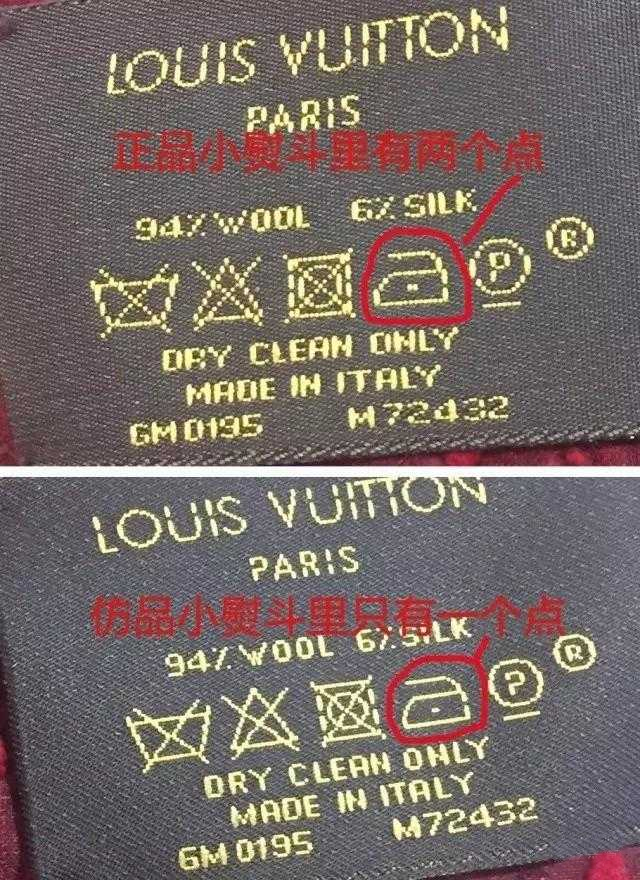 LOUIS VUITTON
PARIS
正品小熨斗里有两个点
94% WOOL 6% SILK
P ®
DRY CLEAN ONLY
MADE IN ITALY
GM0195 M72432
LOUIS VUITTON
PARIS
仿品小熨斗里只有一个点
94% WOOL 6% SILK
P ®
DRY CLEAN ONLY
MADE IN ITALY
GM0195 M72432